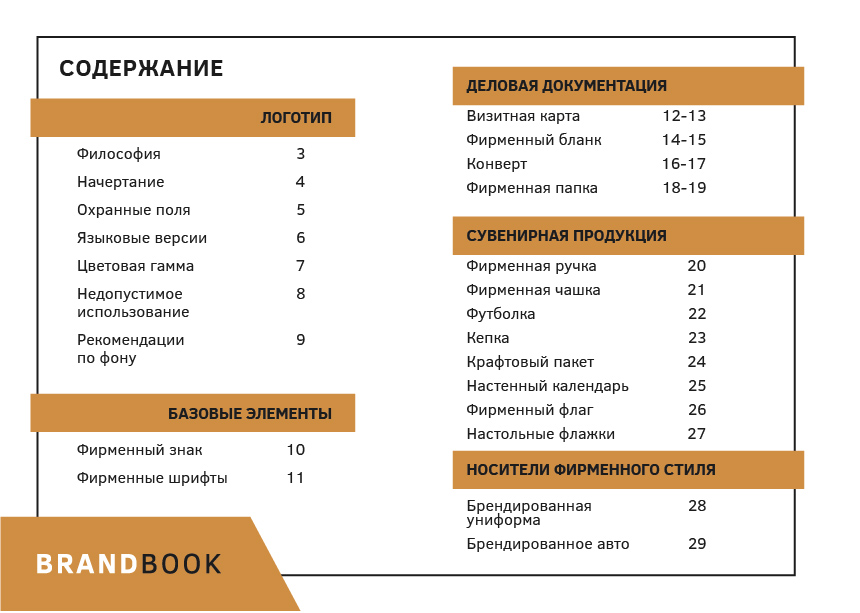 СОДЕРЖАНИЕ
ЛОГОТИП
Философия 3
Начертание 4
Охранные поля 5
Языковые версии 6
Цветовая гамма 7
Недопустимое 8
использование
Рекомендации 9
по фону
БАЗОВЫЕ ЭЛЕМЕНТЫ
Фирменный знак 10
Фирменные шрифты 11
ДЕЛОВАЯ ДОКУМЕНТАЦИЯ
Визитная карта 12-13
Фирменный бланк 14-15
Конверт 16-17
Фирменная папка 18-19
СУВЕНИРНАЯ ПРОДУКЦИЯ
Фирменная ручка 20
Фирменная чашка 21
Футболка 22
Кепка 23
Крафтовый пакет 24
Настенный календарь 25
Фирменный флаг 26
Настольные флажки 27
НОСИТЕЛИ ФИРМЕННОГО СТИЛЯ
Брендированная 28
униформа
Брендированное авто 29
BRANDBOOK